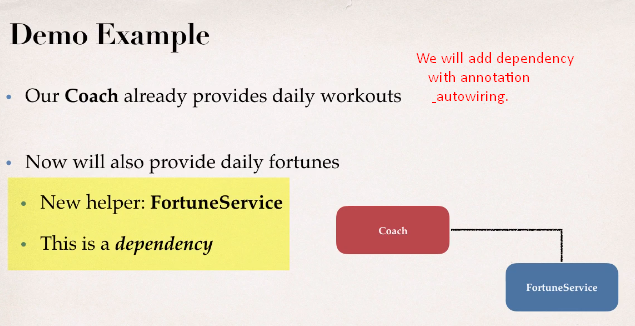 Demo Example
We will add dependency
with annotation
_autowiring.
• Our Coach already provides daily workouts
• Now will also provide daily fortunes
• New helper: FortuneService
• This is a dependency
Coach
FortuneService